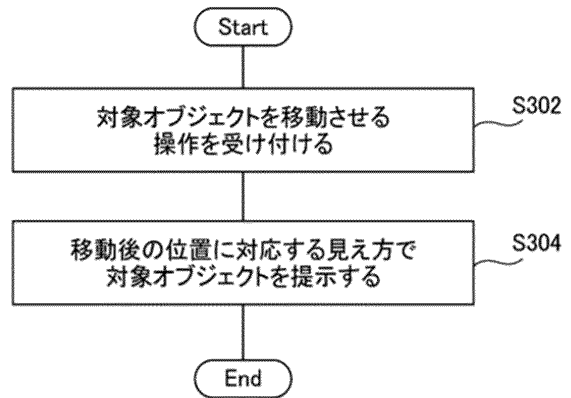 Start
対象オブジェクトを移動させる
操作を受け付ける
S302
移動後の位置に対応する見え方で
対象オブジェクトを提示する
S304
End